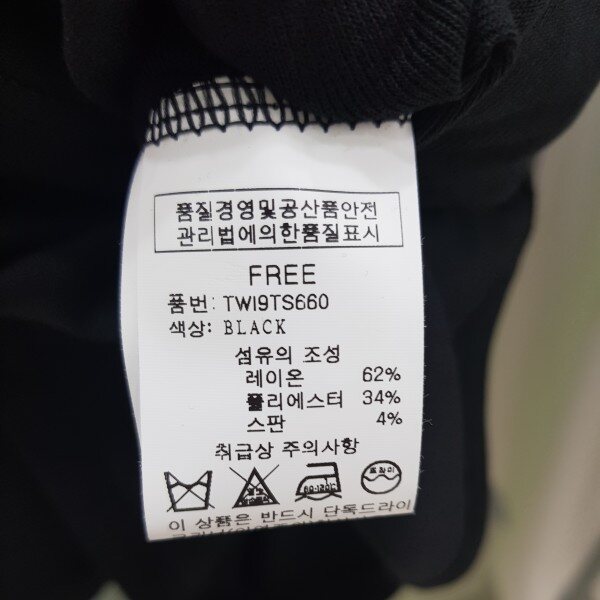 품질경영및공산품안전
관리법에의한품질표시
FREE
품번: TWI9TS660
색상: BLACK
섬유의 조성
레이온 62%
폴리에스터 34%
스판 4%
취급상 주의사항
드라이
이 상품은 반드시 단독드라이